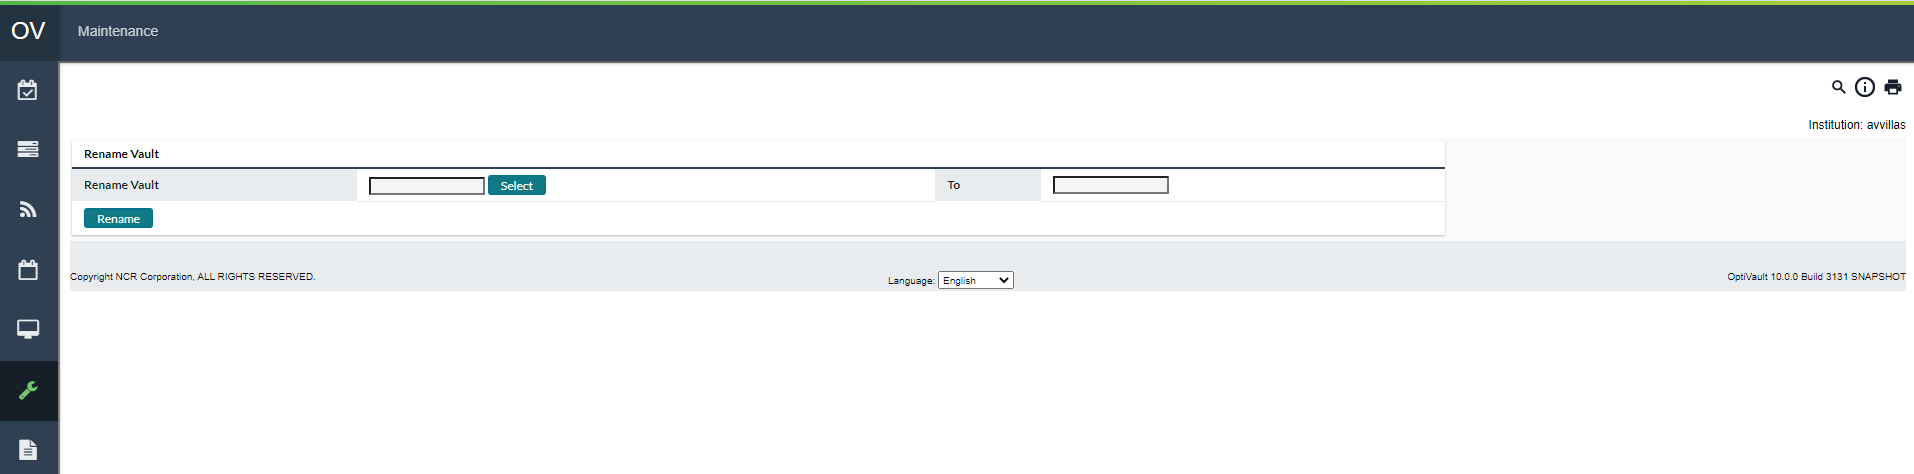 OV Maintenance
Institution: avvillas
Rename Vault
Rename Vault Select To
Rename
Copyright NCR Corporation, ALL RIGHTS RESERVED. Language: English OptiVault 10.0.0 Build 3131 SNAPSHOT